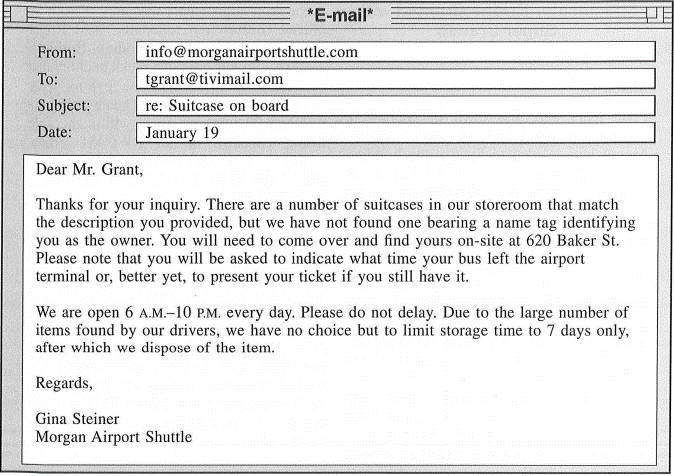 *E-mail*
From: info@morganairportshuttle.com
To: tgrant@tivimail.com
Subject: re: Suitcase on board
Date: January 19
Dear Mr. Grant,
Thanks for your inquiry. There are a number of suitcases in our storeroom that match
the description you provided, but we have not found one bearing a name tag identifying
you as the owner. You will need to come over and find yours on-site at 620 Baker St.
Please note that you will be asked to indicate what time your bus left the airport
terminal or, better yet, to present your ticket if you still have it.
We are open 6 A.M.–10 P.M. every day. Please do not delay. Due to the large number of
items found by our drivers, we have no choice but to limit storage time to 7 days only,
after which we dispose of the item.
Regards,
Gina Steiner
Morgan Airport Shuttle